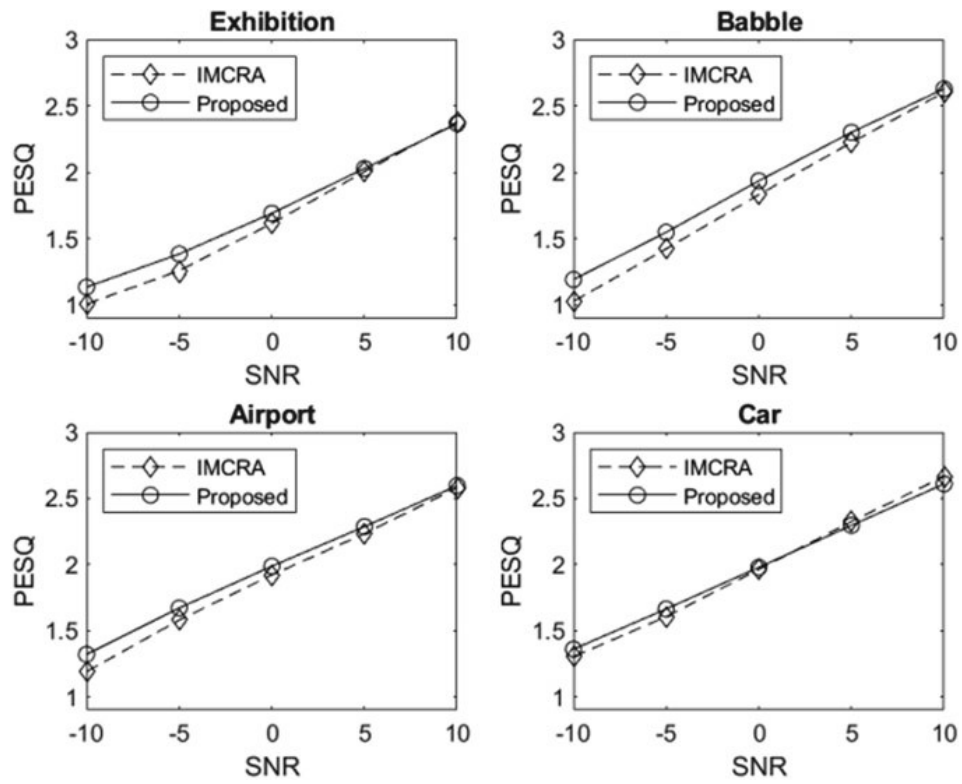 Exhibition
3
2.5
2
1.5
1
PESQ
IMCRA
Proposed
-10 -5 0 5 10
SNR
Babble
3
2.5
2
1.5
1
PESQ
IMCRA
Proposed
-10 -5 0 5 10
SNR
Airport
3
2.5
2
1.5
1
PESQ
IMCRA
Proposed
-10 -5 0 5 10
SNR
Car
3
2.5
2
1.5
1
PESQ
IMCRA
Proposed
-10 -5 0 5 10
SNR